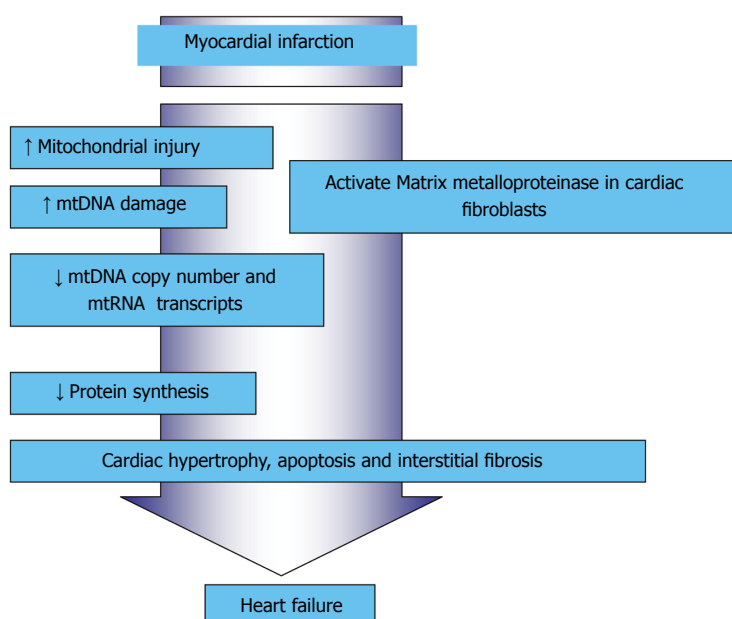 Myocardial infarction
↑ Mitochondrial injury
Activate Matrix metalloproteinase in cardiac
fibroblasts
↑ mtDNA damage
↓ mtDNA copy number and
mtRNA transcripts
↓ Protein synthesis
Cardiac hypertrophy, apoptosis and interstitial fibrosis
Heart failure